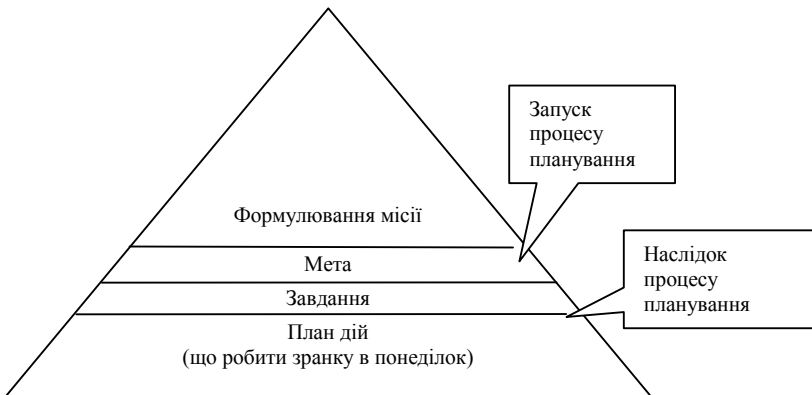 Запуск
процесу
планування
Формулювання місії
Мета
Наслідок
процесу
планування
Завдання
План дій
(що робити зранку в понеділок)